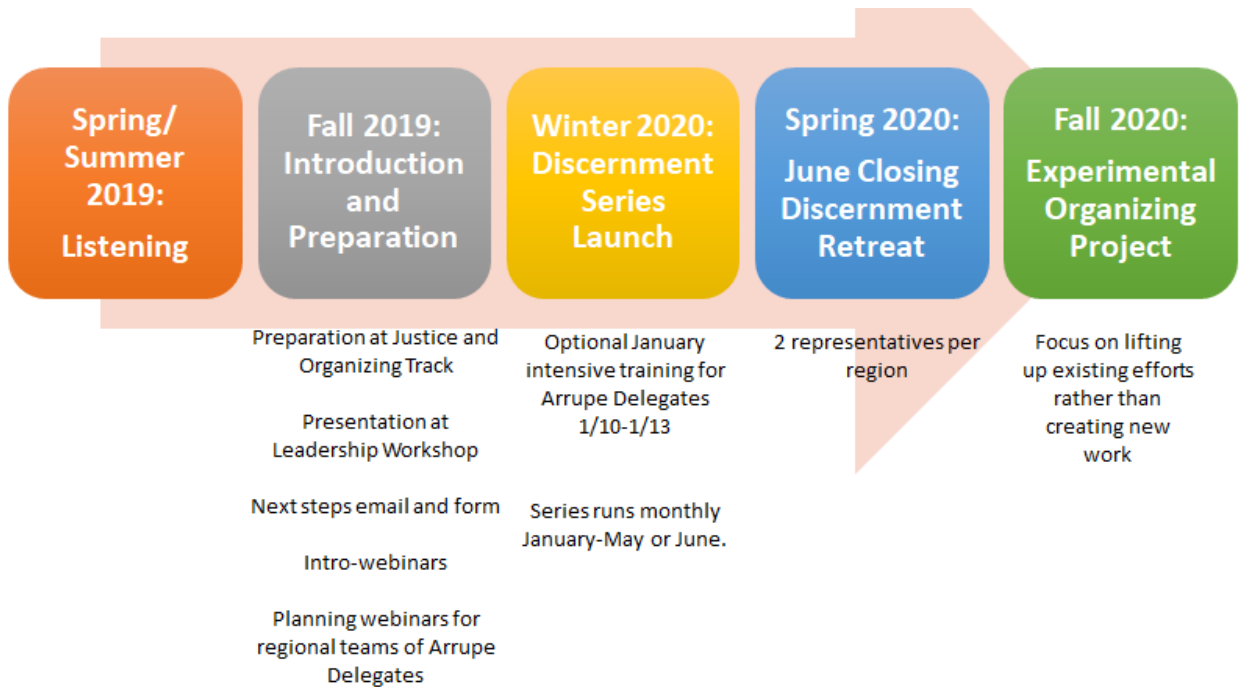 Spring/
Summer
2019:
Listening
Fall 2019:
Introduction
and
Preparation
Winter 2020:
Discernment
Series
Launch
Spring 2020:
June Closing
Discernment
Retreat
Fall 2020:
Experimental
Organizing
Project
Preparation at Justice and
Organizing Track
Presentation at
Leadership Workshop
Next steps email and form
Intro-webinars
Planning webinars for
regional teams of Arrupe
Delegates
Optional January
intensive training for
Arrupe Delegates
1/10-1/13
Series runs monthly
January-May or June.
2 representatives per
region
Focus on lifting
up existing efforts
rather than
creating new
work